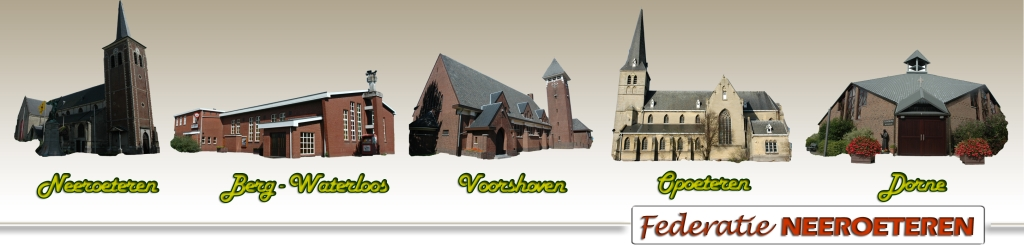 Neeroeteren
Berg - Waterloos
Voorshoven
Opoeteren
Dorne
Federatie NEEROETEREN